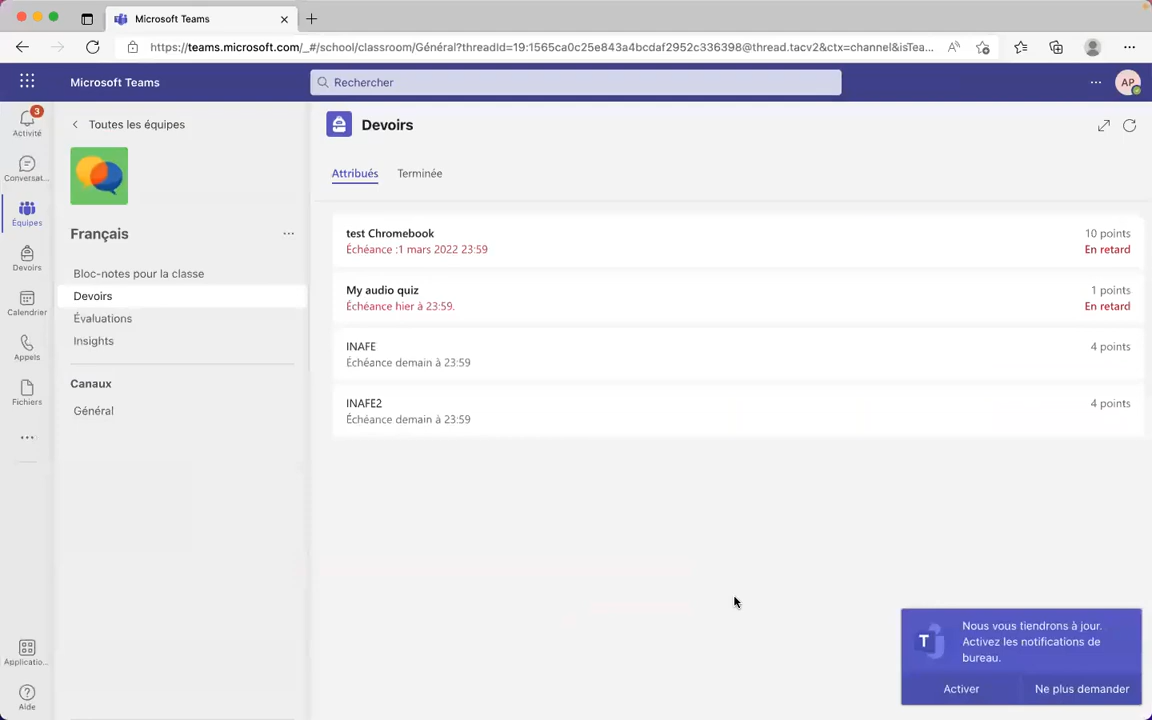 Microsoft Teams
https://teams.microsoft.com/_#/school/classroom/Général?threadId=19:1565ca0c25e843a4bcdaf2952c336398@thread.tacv2&ctx=channel&isTea...
Microsoft Teams
Rechercher
AP
3
Activité
Conversat...
Équipes
Devoirs
Calendrier
Appels
Fichiers
Applicatio...
Aide
Toutes les équipes
Français
Bloc-notes pour la classe
Devoirs
Évaluations
Insights
Canaux
Général
Devoirs
Attribués
Terminée
test Chromebook
10 points
Échéance :1 mars 2022 23:59
En retard
My audio quiz
1 points
Échéance hier à 23:59.
En retard
INAFE
4 points
Échéance demain à 23:59
INAFE2
4 points
Échéance demain à 23:59
T
Nous vous tiendrons à jour.
Activez les notifications de
bureau.
Activer
Ne plus demander